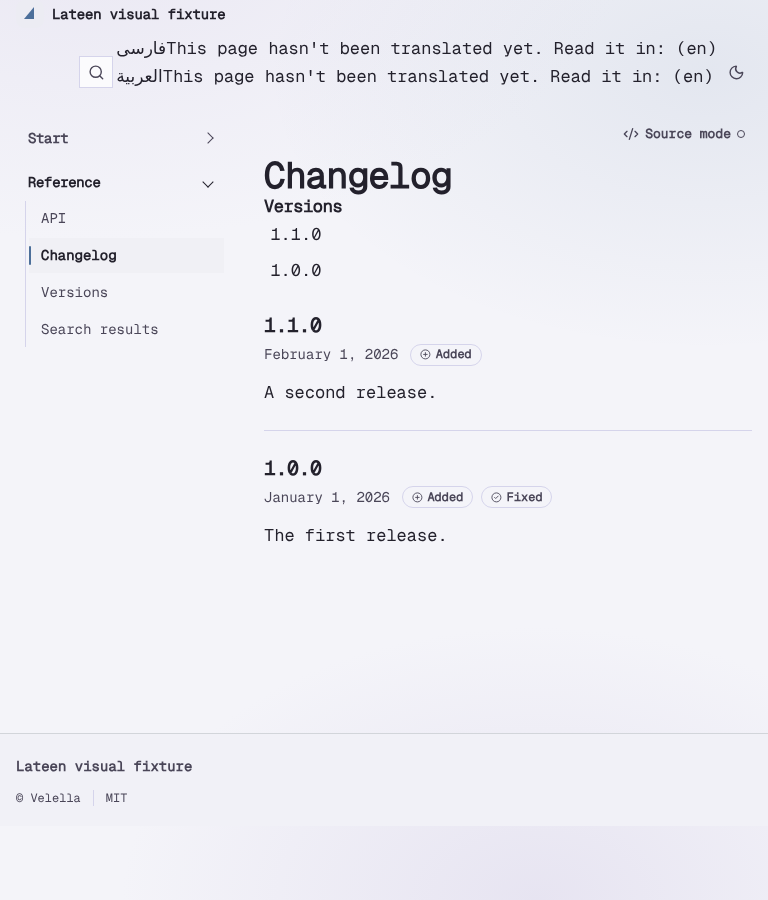 Lateen visual fixture
فارسیThis page hasn't been translated yet. Read it in: (en)
العربيةThis page hasn't been translated yet. Read it in: (en)
Source mode
Start
Reference
API
Changelog
Versions
Search results
Changelog
Versions
1.1.0
1.0.0
1.1.0
February 1, 2026 Added
A second release.
1.0.0
January 1, 2026 Added Fixed
The first release.
Lateen visual fixture
© Velella MIT